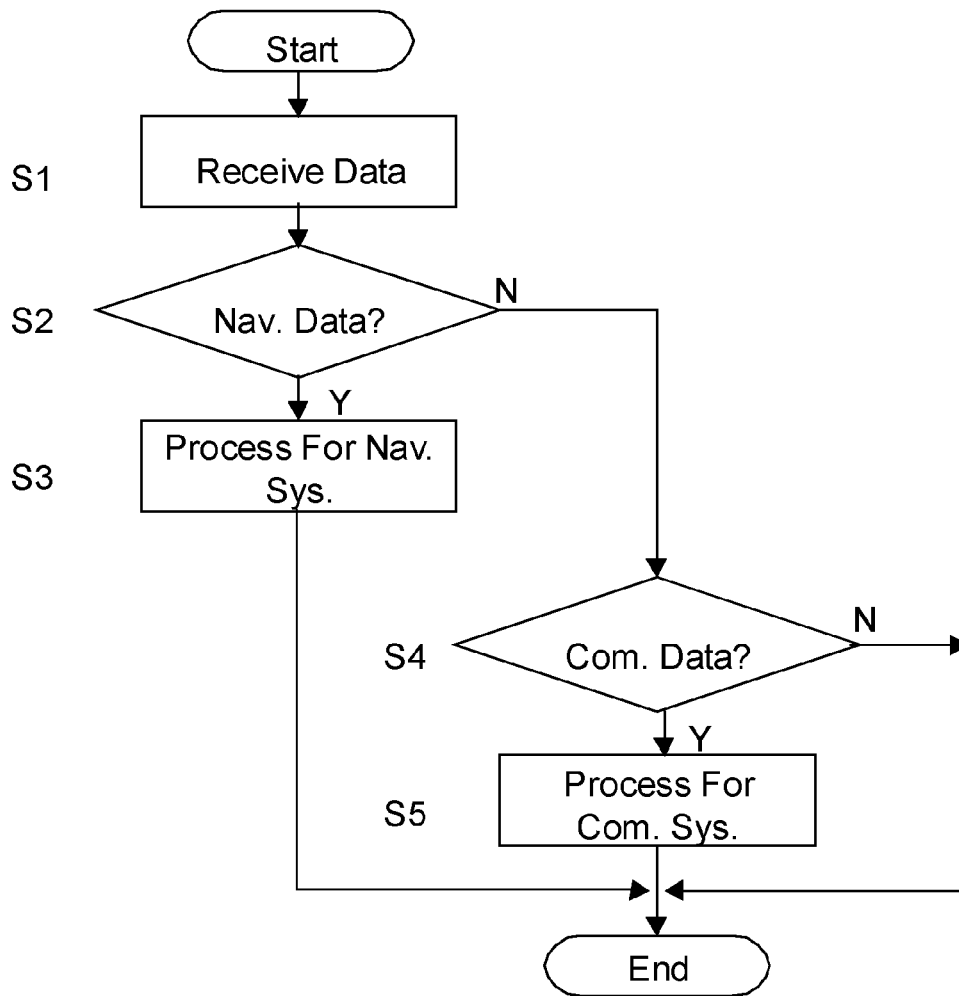 Start
S1
Receive Data
S2
Nav. Data?
N
Y
S3
Process For Nav.
Sys.
S4
Com. Data?
N
Y
S5
Process For
Com. Sys.
End